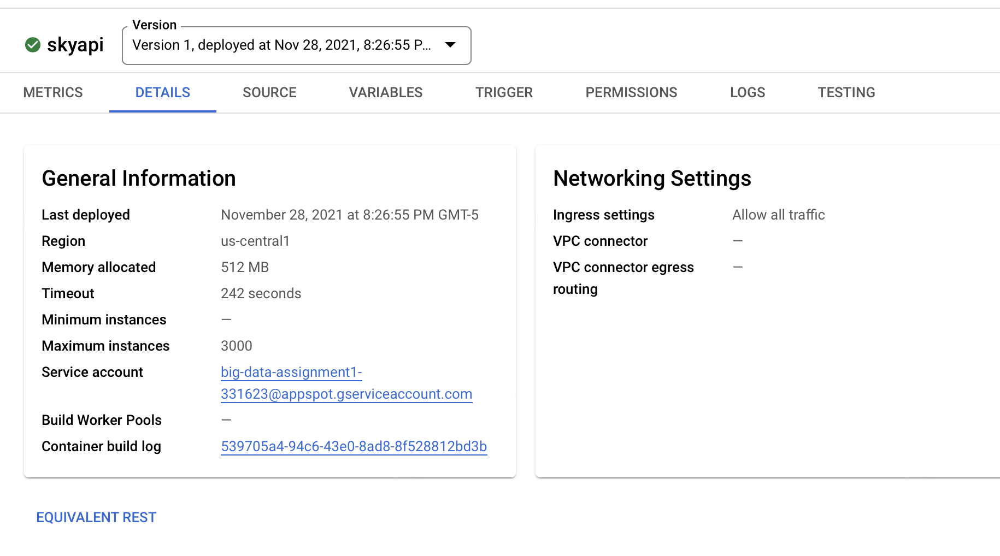 Version
skyapi
Version 1, deployed at Nov 28, 2021, 8:26:55 P...
METRICS DETAILS SOURCE VARIABLES TRIGGER PERMISSIONS LOGS TESTING
General Information
Last deployed November 28, 2021 at 8:26:55 PM GMT-5
Region us-central1
Memory allocated 512 MB
Timeout 242 seconds
Minimum instances —
Maximum instances 3000
Service account big-data-assignment1-
331623@appspot.gserviceaccount.com
Build Worker Pools —
Container build log 539705a4-94c6-43e0-8ad8-8f528812bd3b
Networking Settings
Ingress settings Allow all traffic
VPC connector —
VPC connector egress —
routing
EQUIVALENT REST